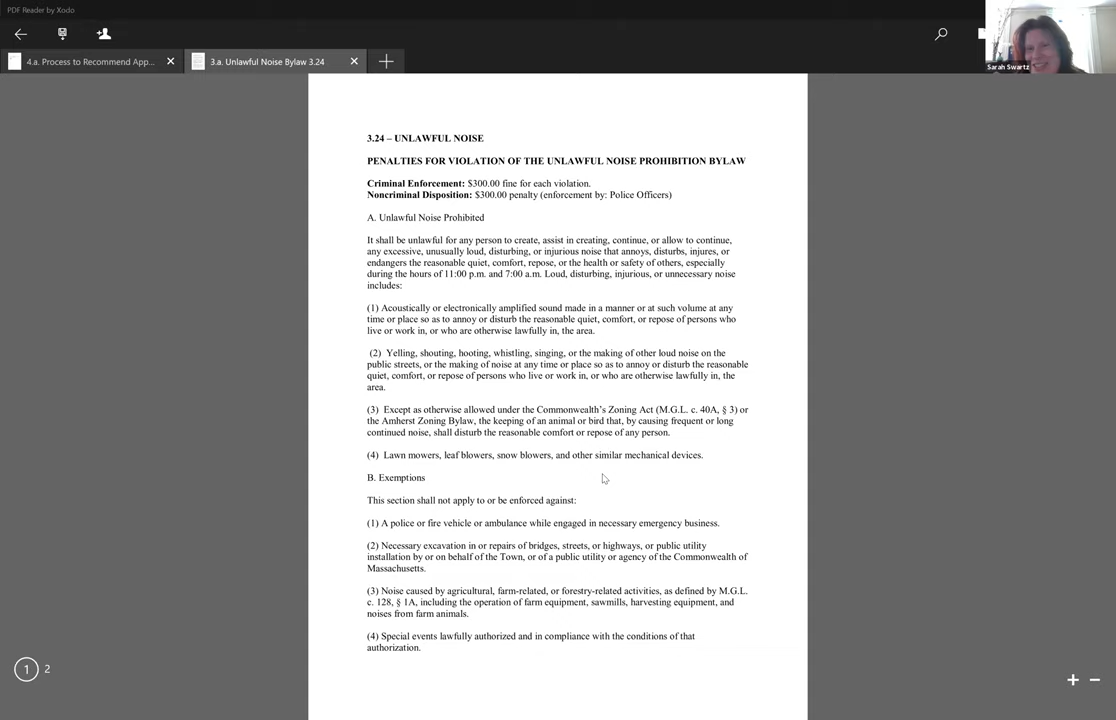 PDF Reader by Xodo
4.a. Process to Recommend App...
3.a. Unlawful Noise Bylaw 3.24
Sarah Swartz
3.24 – UNLAWFUL NOISE
PENALTIES FOR VIOLATION OF THE UNLAWFUL NOISE PROHIBITION BYLAW
Criminal Enforcement: $300.00 fine for each violation.
Noncriminal Disposition: $300.00 penalty (enforcement by: Police Officers)
A. Unlawful Noise Prohibited
It shall be unlawful for any person to create, assist in creating, continue, or allow to continue,
any excessive, unusually loud, disturbing, or injurious noise that annoys, disturbs, injures, or
endangers the reasonable quiet, comfort, repose, or the health or safety of others, especially
during the hours of 11:00 p.m. and 7:00 a.m. Loud, disturbing, injurious, or unnecessary noise
includes:
(1) Acoustically or electronically amplified sound made in a manner or at such volume at any
time or place so as to annoy or disturb the reasonable quiet, comfort, or repose of persons who
live or work in, or who are otherwise lawfully in, the area.
(2) Yelling, shouting, hooting, whistling, singing, or the making of other loud noise on the
public streets, or the making of noise at any time or place so as to annoy or disturb the reasonable
quiet, comfort, or repose of persons who live or work in, or who are otherwise lawfully in, the
area.
(3) Except as otherwise allowed under the Commonwealth's Zoning Act (M.G.L. c. 40A, § 3) or
the Amherst Zoning Bylaw, the keeping of an animal or bird that, by causing frequent or long
continued noise, shall disturb the reasonable comfort or repose of any person.
(4) Lawn mowers, leaf blowers, snow blowers, and other similar mechanical devices.
B. Exemptions
This section shall not apply to or be enforced against:
(1) A police or fire vehicle or ambulance while engaged in necessary emergency business.
(2) Necessary excavation in or repairs of bridges, streets, or highways, or public utility
installation by or on behalf of the Town, or of a public utility or agency of the Commonwealth of
Massachusetts.
(3) Noise caused by agricultural, farm-related, or forestry-related activities, as defined by M.G.L.
c. 128, § 1A, including the operation of farm equipment, sawmills, harvesting equipment, and
noises from farm animals.
(4) Special events lawfully authorized and in compliance with the conditions of that
authorization.
1 2